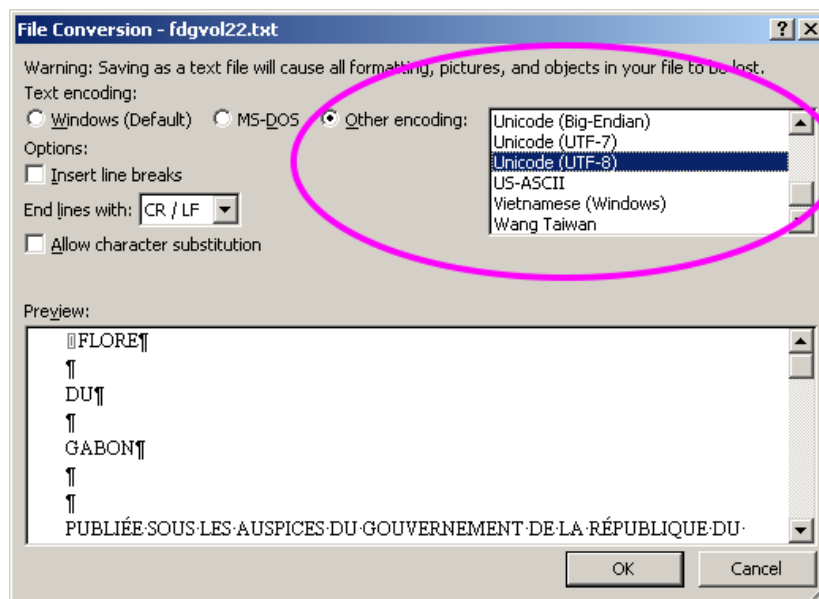 File Conversion - fdgvol22.txt
Warning: Saving as a text file will cause all formatting, pictures, and objects in your file to be lost.
Text encoding:
Windows (Default) MS-DOS Other encoding:
Unicode (Big-Endian)
Unicode (UTF-7)
Unicode (UTF-8)
US-ASCII
Vietnamese (Windows)
Wang Taiwan
Options:
Insert line breaks
End lines with: CR / LF
Allow character substitution
Preview:
FLORE¶
¶
DU¶
¶
GABON¶
¶
¶
PUBLIÉE·SOUS·LES·AUSPICES·DU·GOUVERNEMENT·DE·LA·RÉPUBLIQUE·DU·
OK Cancel